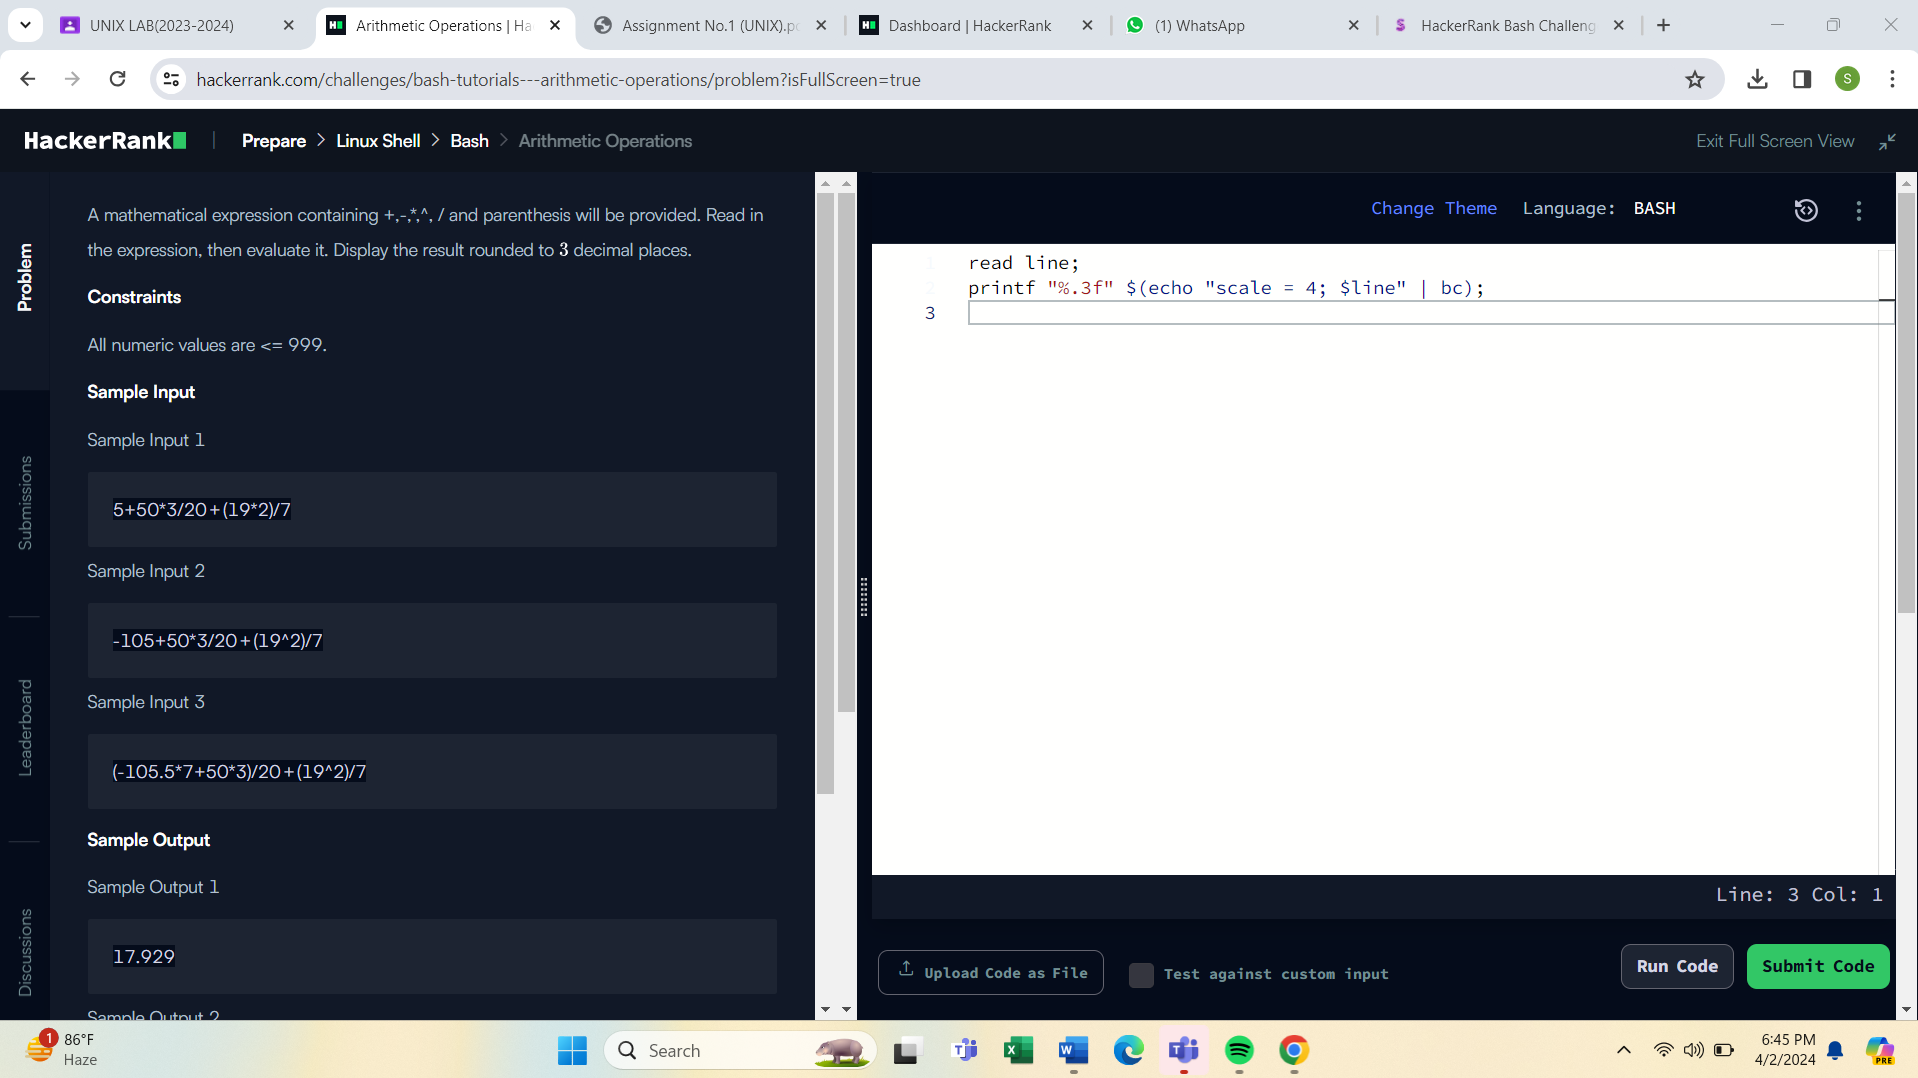 UNIX LAB(2023-2024)
Arithmetic Operations | Ha
Assignment No.1 (UNIX).p
Dashboard | HackerRank
(1) WhatsApp
HackerRank Bash Challeng
hackerrank.com/challenges/bash-tutorials---arithmetic-operations/problem?isFullScreen=true
S
HackerRank
Prepare > Linux Shell > Bash > Arithmetic Operations
Exit Full Screen View
Problem
Submissions
Leaderboard
Discussions
A mathematical expression containing +,-,*,^, / and parenthesis will be provided. Read in
the expression, then evaluate it. Display the result rounded to 3 decimal places.
Constraints
All numeric values are <= 999.
Sample Input
Sample Input 1
5+50*3/20+(19*2)/7
Sample Input 2
-105+50*3/20+(19^2)/7
Sample Input 3
(-105.5*7+50*3)/20+(19^2)/7
Sample Output
Sample Output 1
17.929
Sample Output 2
Change Theme Language: BASH
1 read line;
2 printf "%.3f" $(echo "scale = 4; $line" | bc);
3
Line: 3 Col: 1
Upload Code as File
Test against custom input
Run Code
Submit Code
1
86°F
Haze
Search
6:45 PM
4/2/2024
PRE